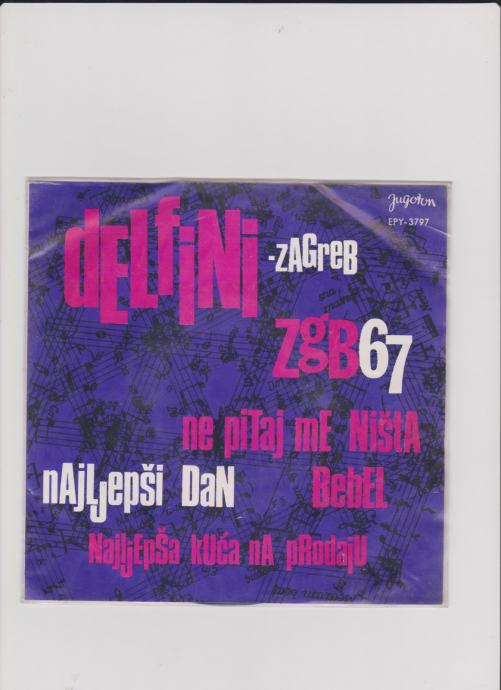 Jugoton
EPY-3797
dELfiNi
-zAGreB
ZgB67
ne piTaj mE NištA
nAjLjepši DaN
BebEL
NajljEpŠa kUća nA pRodajU